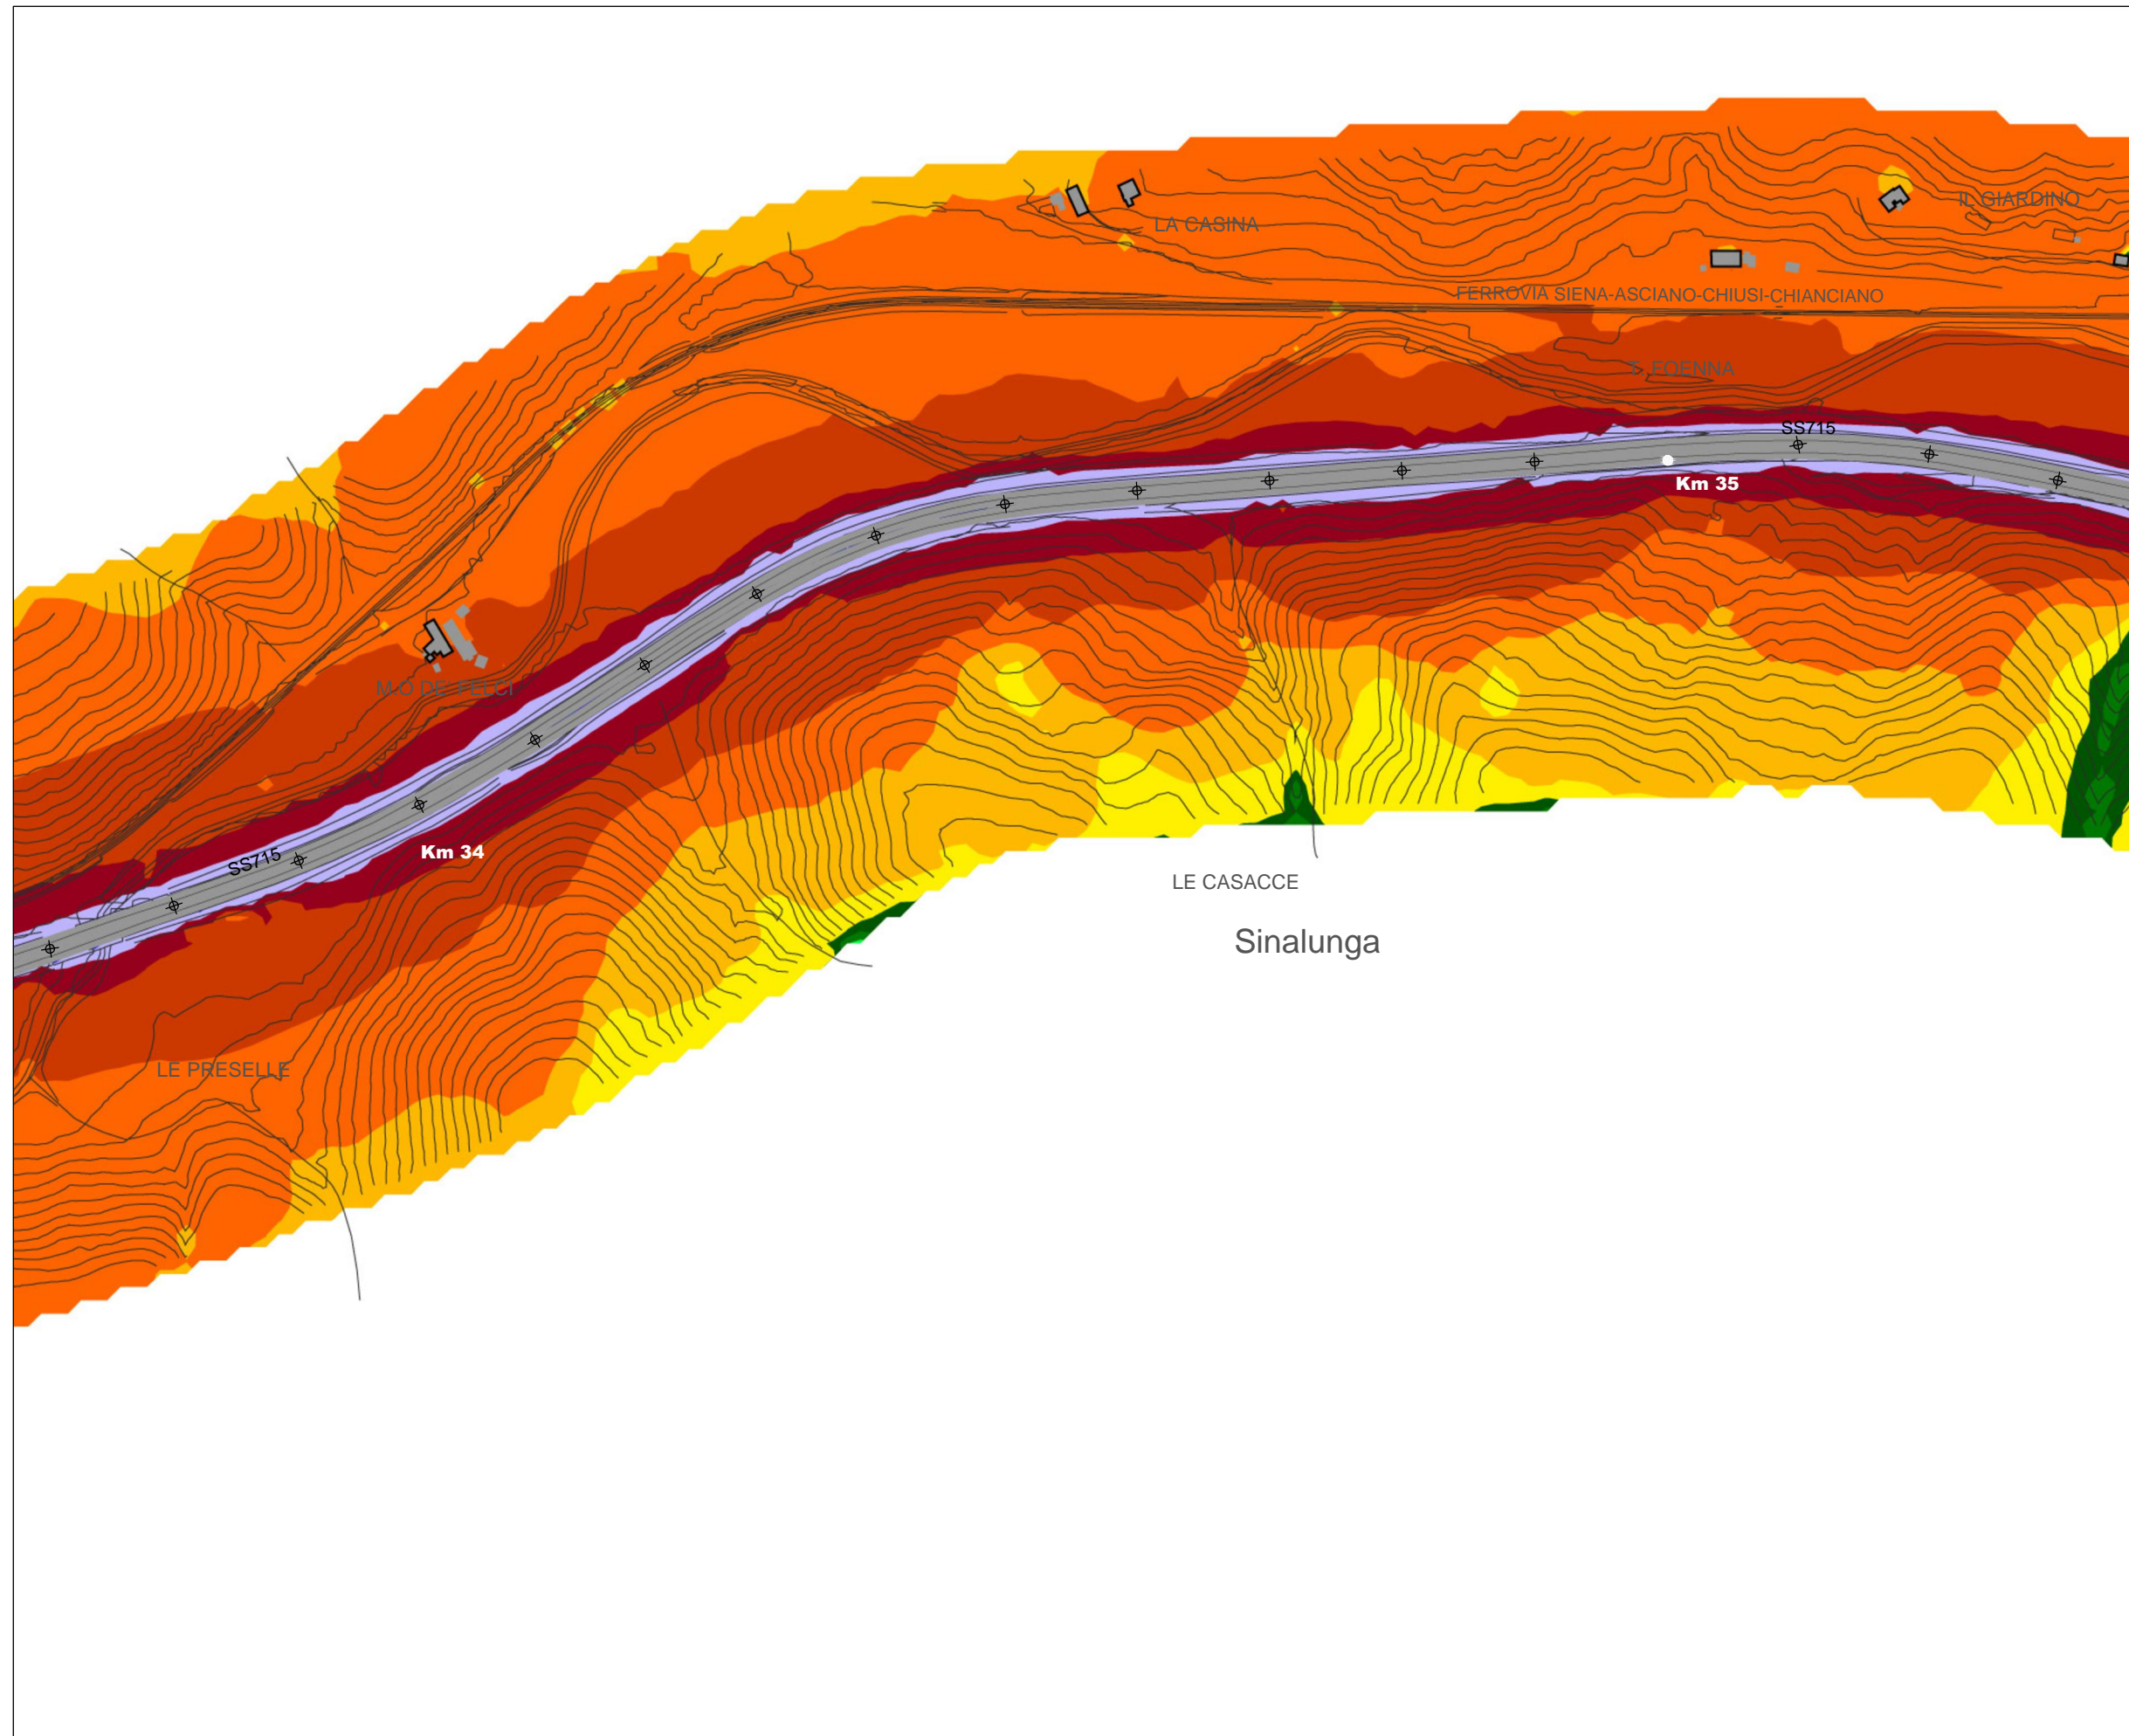 IL GIARDINO
LA CASINA
FERROVIA SIENA-ASCIANO-CHIUSI-CHIANCIANO
T. FOENNA
SS715
Km 35
M.O DE' FELCI
SS715
Km 34
LE CASACCE
Sinalunga
LE PRESELLE